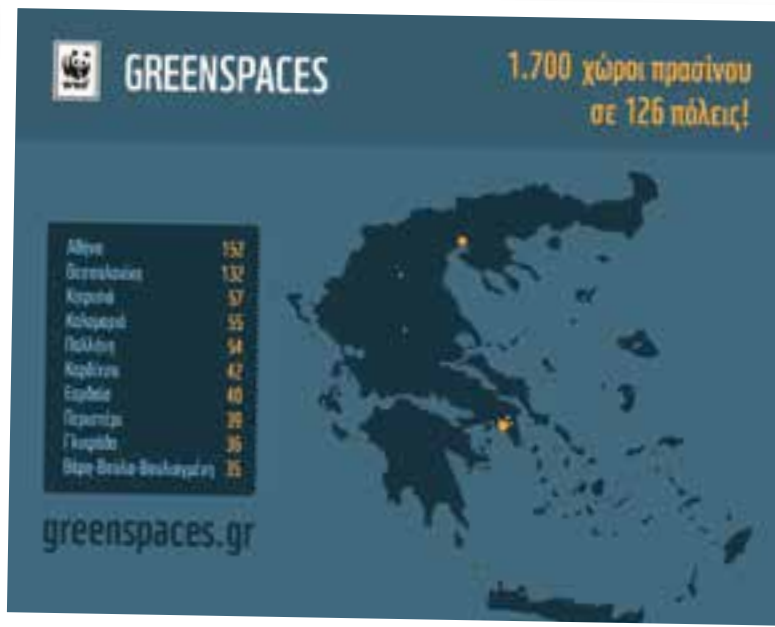 WWF
GREENSPACES
1.700 χώροι πρασίνου
σε 126 πόλεις!
Αθήνα 152
Θεσσαλονίκη 132
Κηφισιά 57
Καλαμαριά 55
Παλλήνη 54
Καρδίτσα 42
Εορδαία 40
Περιστέρι 39
Γλυφάδα 36
Βάρη-Βούλα-Βουλιαγμένη 35
greenspaces.gr